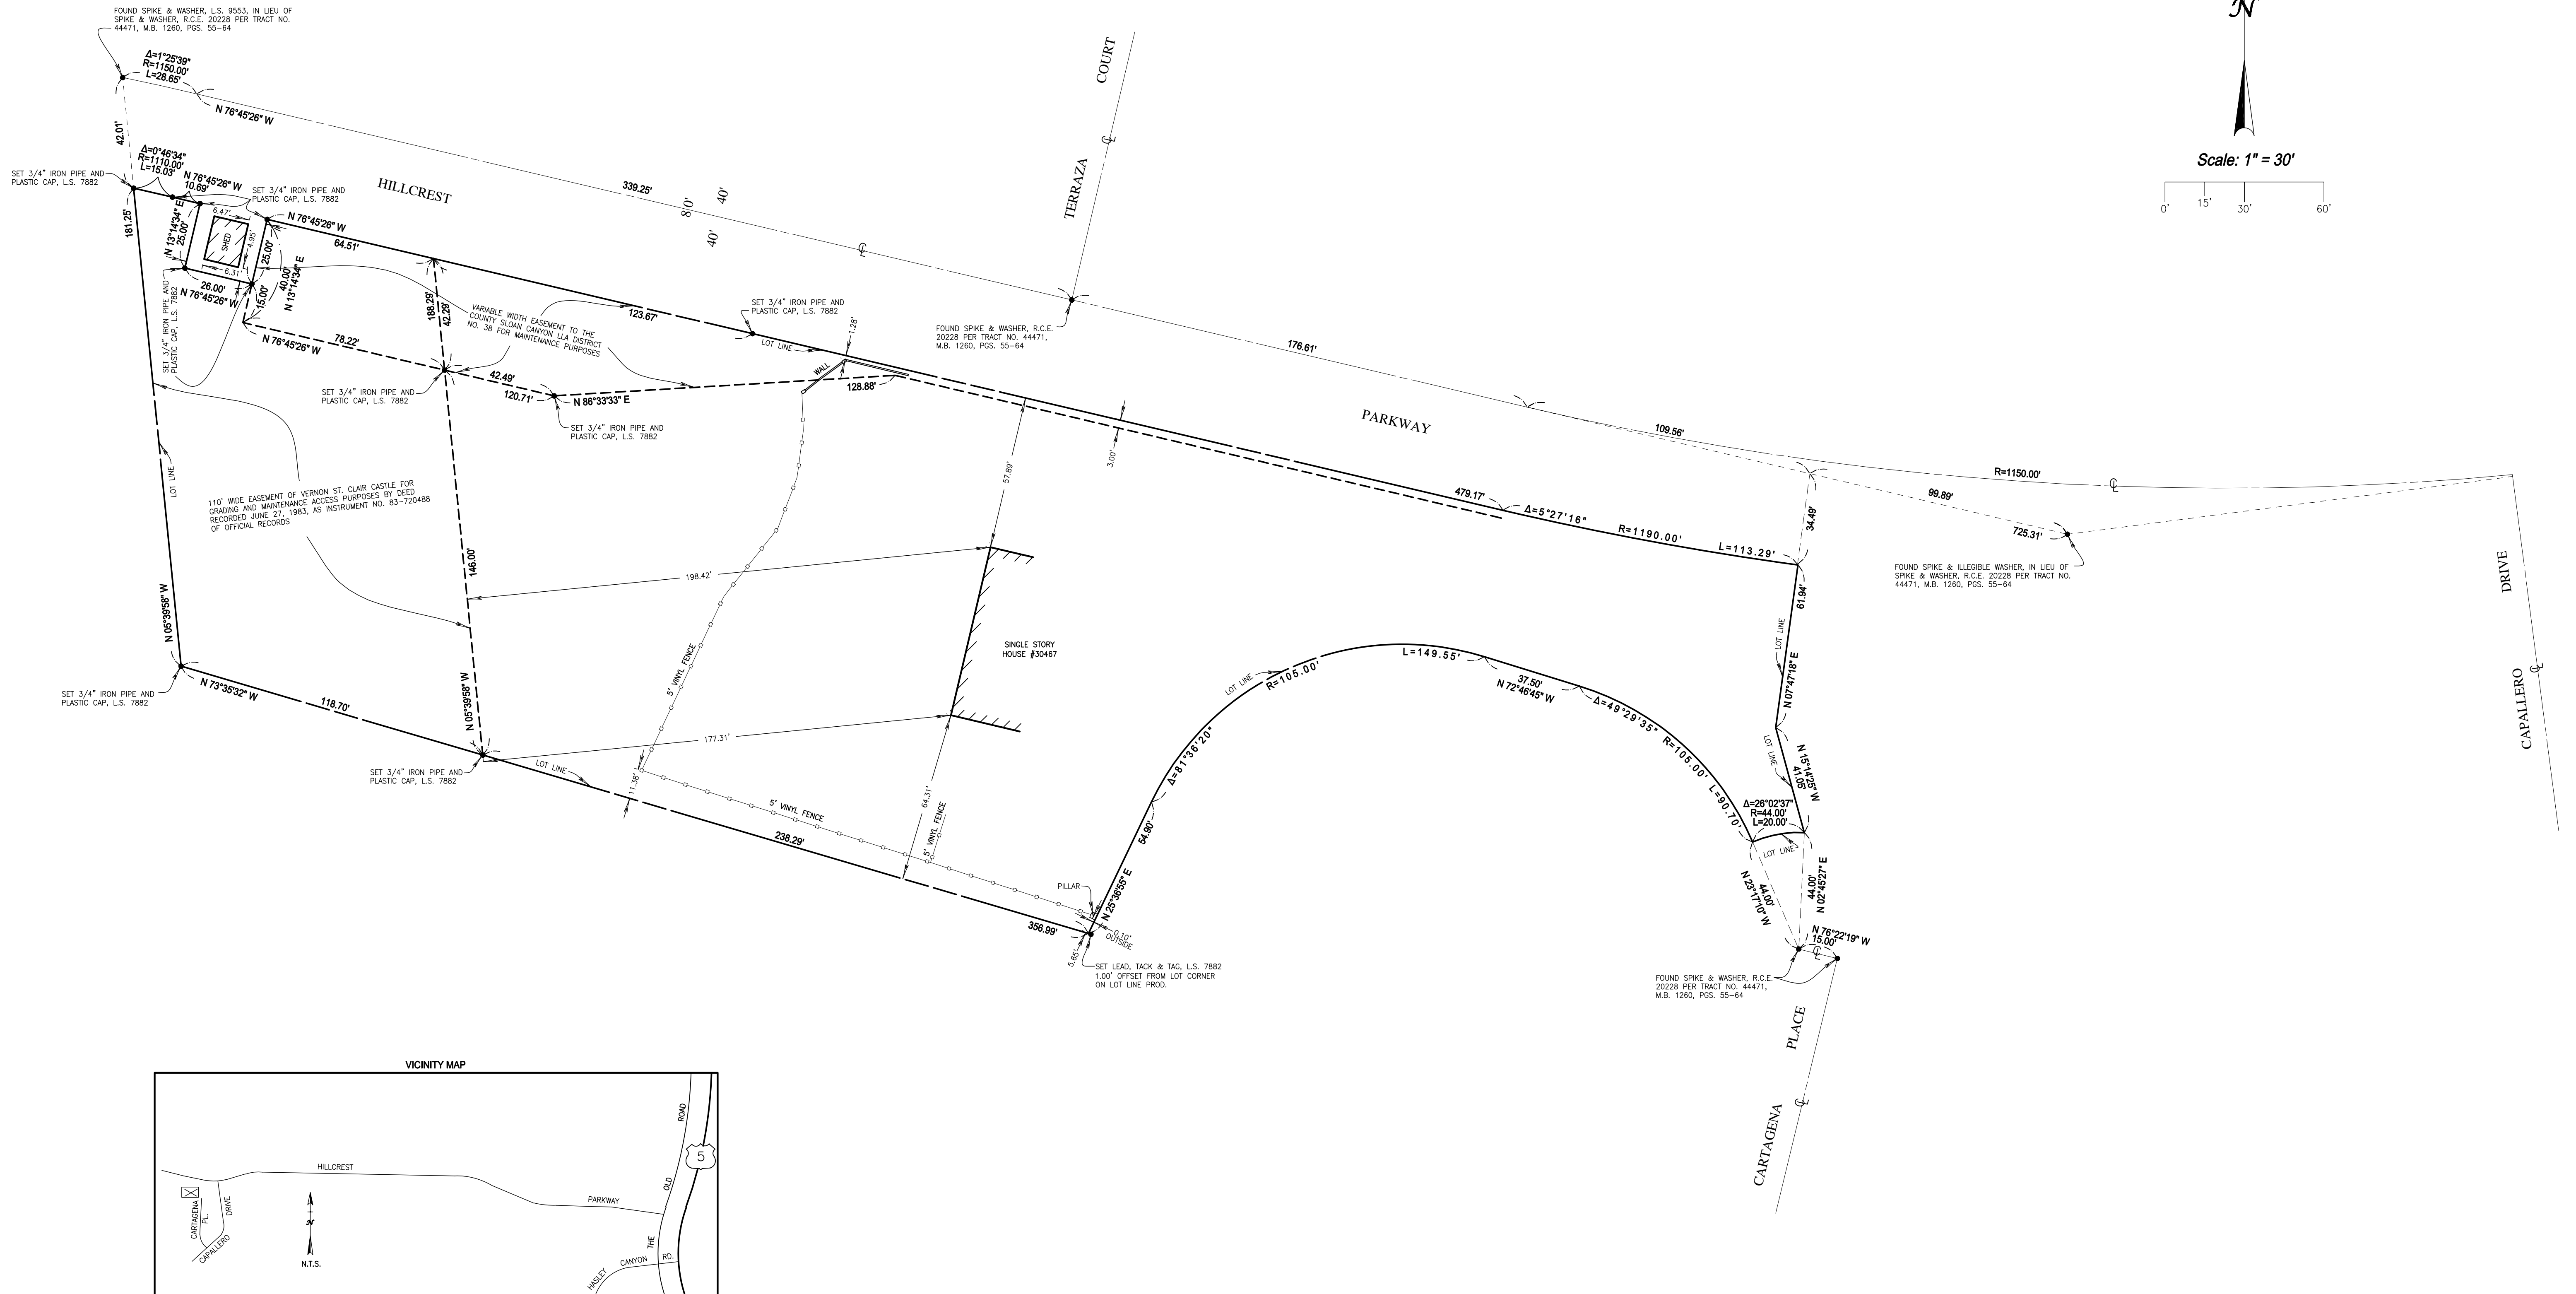 FOUND SPIKE & WASHER, L.S. 9553, IN LIEU OF
SPIKE & WASHER, R.C.E. 20228 PER TRACT NO.
44471, M.B. 1260, PGS. 55-64
Δ=1°25'39"
R=1150.00'
L=28.65'
N 76°45'26" W
42.01'
Δ=0°46'34"
R=1110.00'
L=15.03'
N 76°45'26" W
10.69'
SET 3/4" IRON PIPE AND
PLASTIC CAP, L.S. 7882
SET 3/4" IRON PIPE AND
PLASTIC CAP, L.S. 7882
HILLCREST
339.25'
80'
40'
40'
TERRAZA
COURT
N
Scale: 1" = 30'
0'
15'
30'
60'
181.25'
N 13°14'34" E
25.00'
6.47'
SHED
4.95'
6.31'
25.00'
40.00'
N 13°14'34" E
15.00'
26.00'
N 76°45'26" W
SET 3/4" IRON PIPE AND
PLASTIC CAP, L.S. 7882
N 76°45'26" W
64.51'
188.29'
42.29'
VARIABLE WIDTH EASEMENT TO THE
COUNTY SLOAN CANYON LLA DISTRICT
NO. 38 FOR MAINTENANCE PURPOSES
123.67'
SET 3/4" IRON PIPE AND
PLASTIC CAP, L.S. 7882
LOT LINE
1.28'
WALL
128.88'
FOUND SPIKE & WASHER, R.C.E.
20228 PER TRACT NO. 44471,
M.B. 1260, PGS. 55-64
176.61'
78.22'
N 76°45'26" W
SET 3/4" IRON PIPE AND
PLASTIC CAP, L.S. 7882
42.49'
120.71'
N 86°33'33" E
SET 3/4" IRON PIPE AND
PLASTIC CAP, L.S. 7882
57.89'
3.00'
PARKWAY
109.56'
R=1150.00'
99.89'
725.31'
34.49'
479.17'
Δ=5°27'16"
R=1190.00'
L=113.29'
FOUND SPIKE & ILLEGIBLE WASHER, IN LIEU OF
SPIKE & WASHER, R.C.E. 20228 PER TRACT NO.
44471, M.B. 1260, PGS. 55-64
CAPALLERO
DRIVE
LOT LINE
110' WIDE EASEMENT OF VERNON ST. CLAIR CASTLE FOR
GRADING AND MAINTENANCE ACCESS PURPOSES BY DEED
RECORDED JUNE 27, 1983, AS INSTRUMENT NO. 83-720488
OF OFFICIAL RECORDS
N 05°39'58" W
146.00'
N 05°39'58" W
198.42'
SINGLE STORY
HOUSE #30467
5' VINYL FENCE
177.31'
SET 3/4" IRON PIPE AND
PLASTIC CAP, L.S. 7882
N 73°35'32" W
118.70'
SET 3/4" IRON PIPE AND
PLASTIC CAP, L.S. 7882
LOT LINE
11.38'
5' VINYL FENCE
238.29'
64.31'
5' VINYL FENCE
356.99'
PILLAR
5.65'
0.10'
OUTSIDE
SET LEAD, TACK & TAG, L.S. 7882
1.00' OFFSET FROM LOT CORNER
ON LOT LINE PROD.
N 25°36'55" E
54.90'
Δ=81°36'20"
LOT LINE
R=105.00'
L=149.55'
37.50'
N 72°46'45" W
Δ=49°29'35"
R=105.00'
L=90.70'
61.94'
LOT LINE
N 07°47'18" E
LOT LINE
N 15°14'25" W
41.05'
Δ=26°02'37"
R=44.00'
L=20.00'
LOT LINE
44.00'
N 23°17'10" W
44.00'
N 02°45'27" E
N 76°22'19" W
15.00'
FOUND SPIKE & WASHER, R.C.E.
20228 PER TRACT NO. 44471,
M.B. 1260, PGS. 55-64
CARTAGENA
PLACE
VICINITY MAP
HILLCREST
PARKWAY
CARTAGENA
PL.
DRIVE
CAPALLERO
N
N.T.S.
THE
OLD
ROAD
5
HASLEY
CANYON
RD.